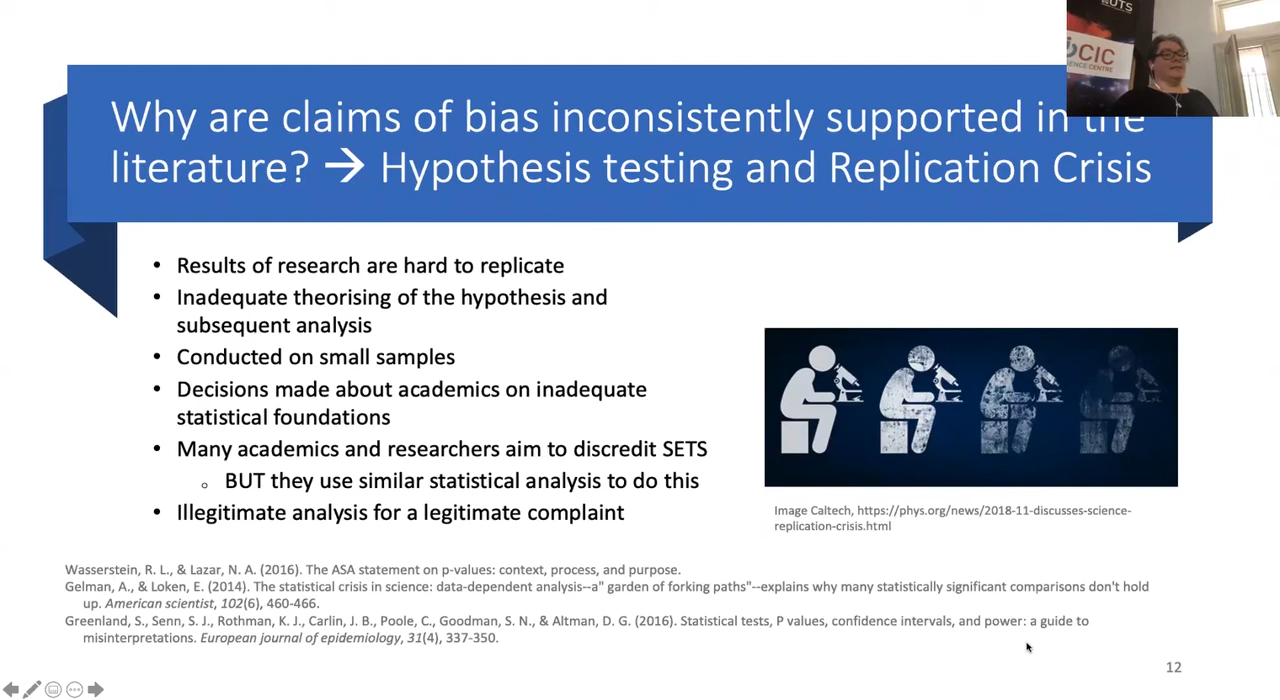 UTS
CIC
ENCE CENTRE
Why are claims of bias inconsistently supported in the
literature? → Hypothesis testing and Replication Crisis
• Results of research are hard to replicate
• Inadequate theorising of the hypothesis and
subsequent analysis
• Conducted on small samples
• Decisions made about academics on inadequate
statistical foundations
• Many academics and researchers aim to discredit SETS
○ BUT they use similar statistical analysis to do this
• Illegitimate analysis for a legitimate complaint
Image Caltech, https://phys.org/news/2018-11-discusses-science-
replication-crisis.html
Wasserstein, R. L., & Lazar, N. A. (2016). The ASA statement on p-values: context, process, and purpose.
Gelman, A., & Loken, E. (2014). The statistical crisis in science: data-dependent analysis--a" garden of forking paths"--explains why many statistically significant comparisons don't hold
up. American scientist, 102(6), 460-466.
Greenland, S., Senn, S. J., Rothman, K. J., Carlin, J. B., Poole, C., Goodman, S. N., & Altman, D. G. (2016). Statistical tests, P values, confidence intervals, and power: a guide to
misinterpretations. European journal of epidemiology, 31(4), 337-350.
12